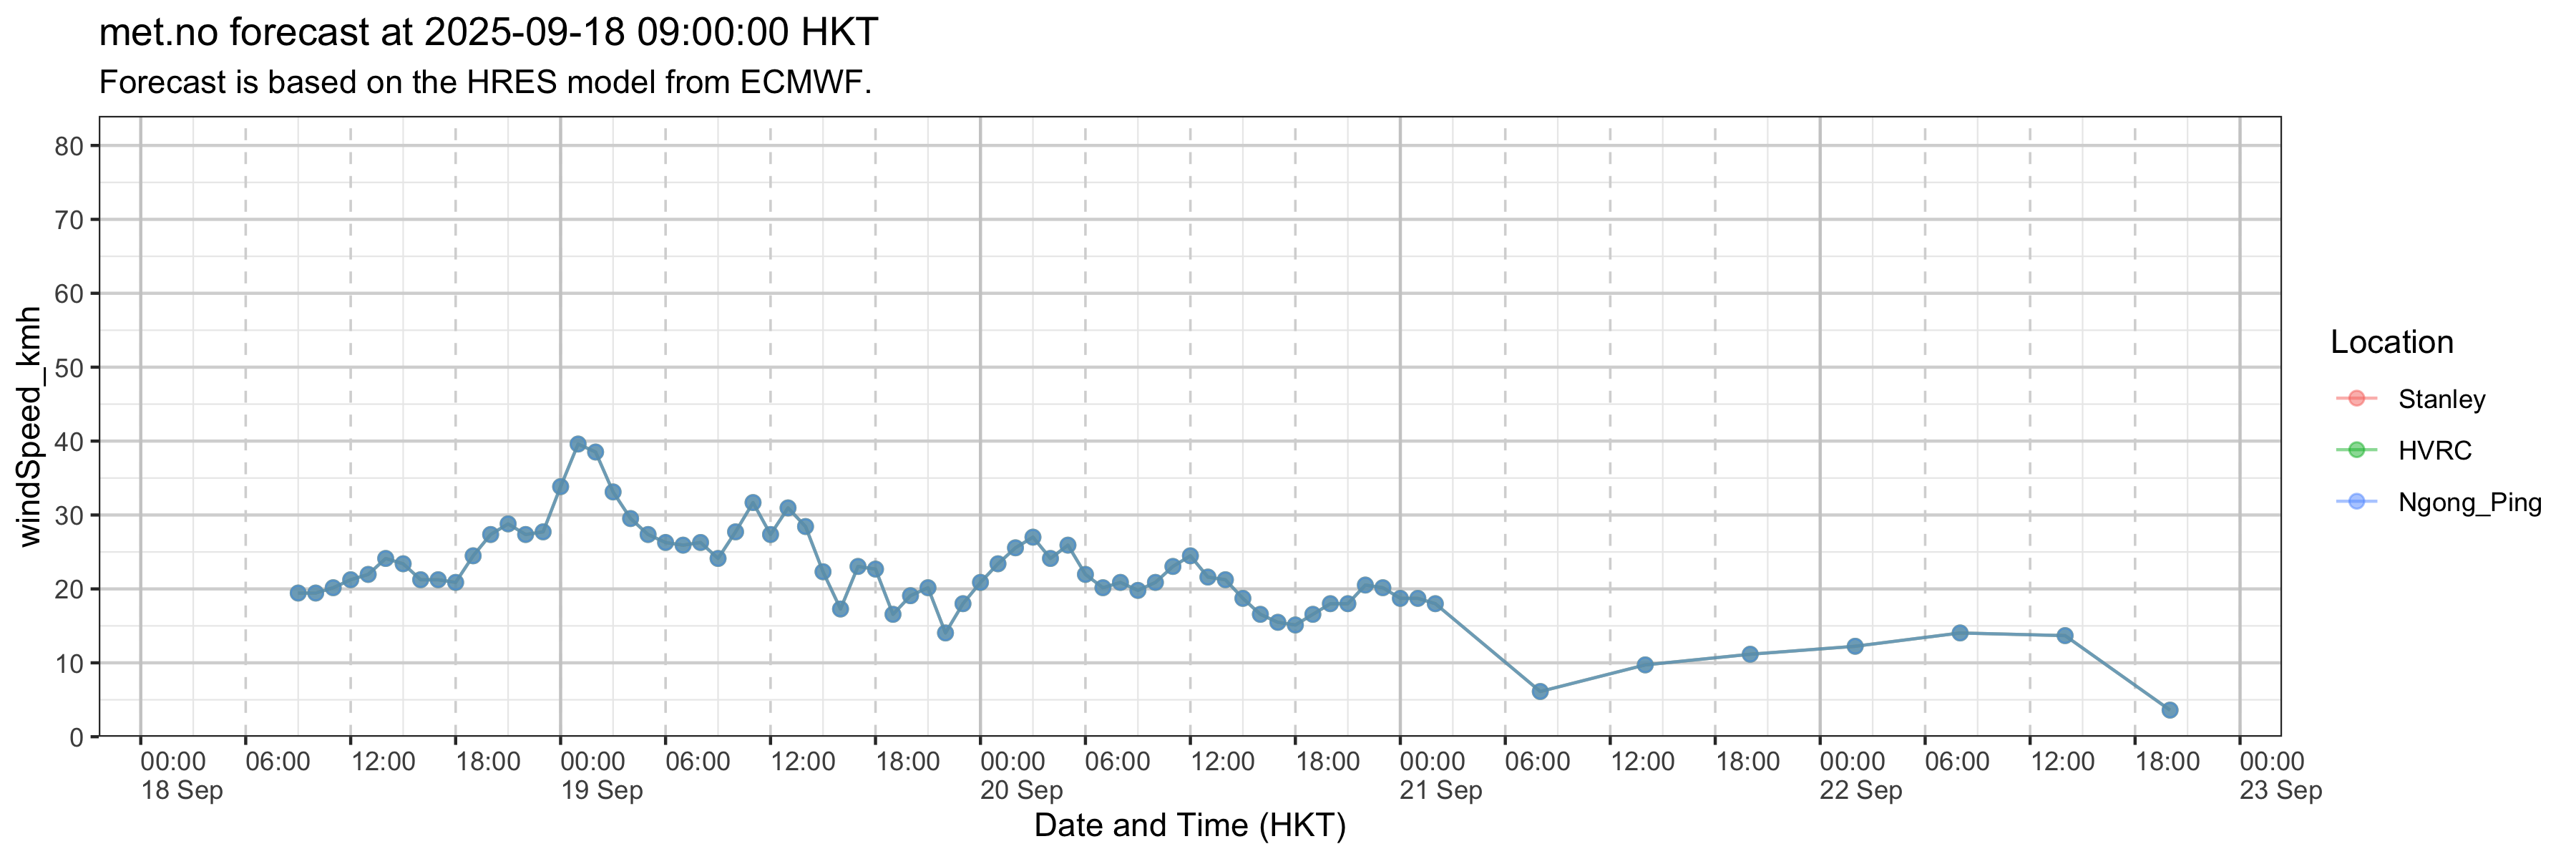 met.no forecast at 2025-09-18 09:00:00 HKT
Forecast is based on the HRES model from ECMWF.
windSpeed_kmh
80
70
60
50
40
30
20
10
0
00:00 06:00 12:00 18:00 00:00 06:00 12:00 18:00 00:00 06:00 12:00 18:00 00:00 06:00 12:00 18:00 00:00 06:00 12:00 18:00 00:00
18 Sep 19 Sep 20 Sep 21 Sep 22 Sep 23 Sep
Date and Time (HKT)
Location
Stanley
HVRC
Ngong_Ping